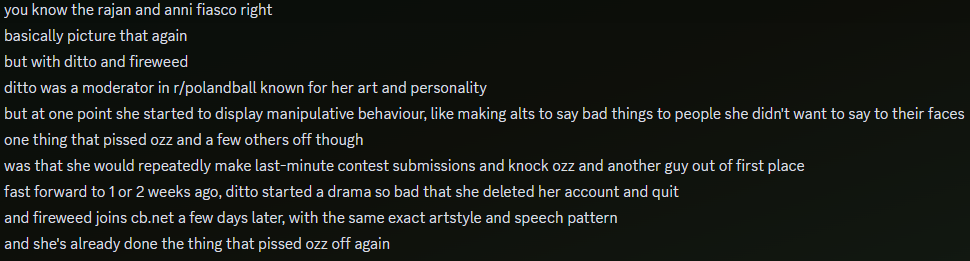 you know the rajan and anni fiasco right
basically picture that again
but with ditto and fireweed
ditto was a moderator in r/polandball known for her art and personality
but at one point she started to display manipulative behaviour, like making alts to say bad things to people she didn't want to say to their faces
one thing that pissed ozz and a few others off though
was that she would repeatedly make last-minute contest submissions and knock ozz and another guy out of first place
fast forward to 1 or 2 weeks ago, ditto started a drama so bad that she deleted her account and quit
and fireweed joins cb.net a few days later, with the same exact artstyle and speech pattern
and she's already done the thing that pissed ozz off again